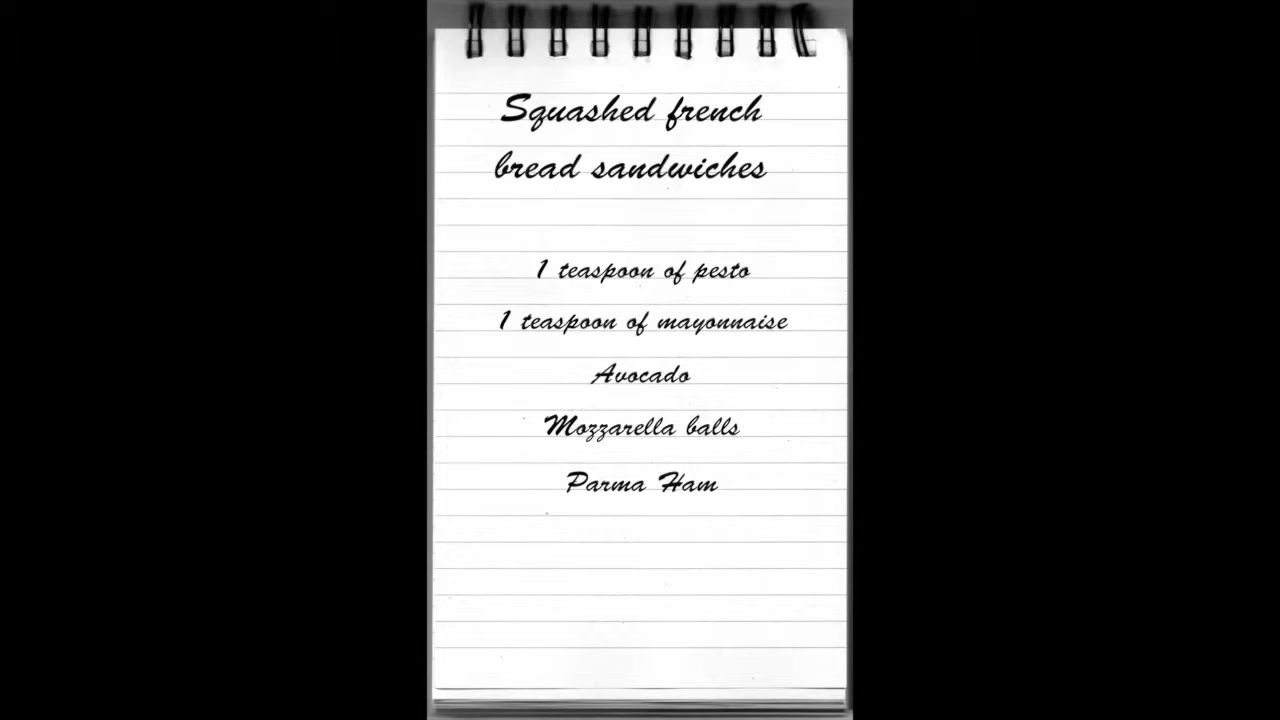 Squashed french
bread sandwiches
1 teaspoon of pesto
1 teaspoon of mayonnaise
Avocado
Mozzarella balls
Parma Ham